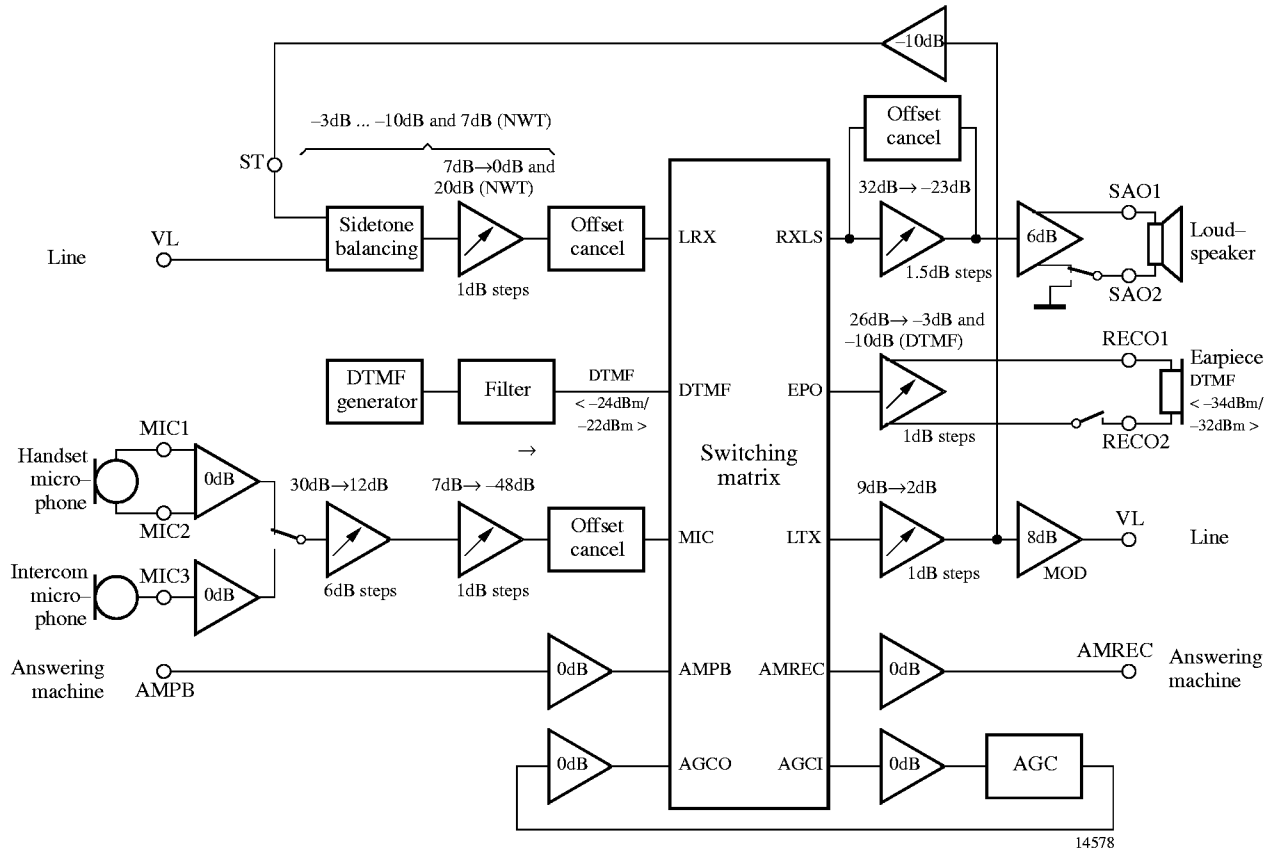 –10dB
–3dB ... –10dB and 7dB (NWT)
Offset
cancel
ST
7dB→0dB and
20dB (NWT)
32dB→ –23dB
SAO1
Line
VL
Sidetone
balancing
Offset
cancel
LRX
RXLS
6dB
Loud–
speaker
1dB steps
1.5dB steps
SAO2
26dB→ –3dB and
–10dB (DTMF)
RECO1
DTMF
generator
Filter
DTMF
< –24dBm/
–22dBm >
DTMF
EPO
Earpiece
DTMF
< –34dBm/
–32dBm >
1dB steps
RECO2
→
Switching
matrix
Handset
micro–
phone
MIC1
0dB
MIC2
30dB→12dB
7dB→ –48dB
Offset
cancel
MIC
LTX
9dB→2dB
8dB
VL
Line
6dB steps
1dB steps
1dB steps
MOD
Intercom
micro–
phone
MIC3
0dB
Answering
machine
AMPB
0dB
AMPB
AMREC
0dB
AMREC
Answering
machine
0dB
AGCO
AGCI
0dB
AGC
14578